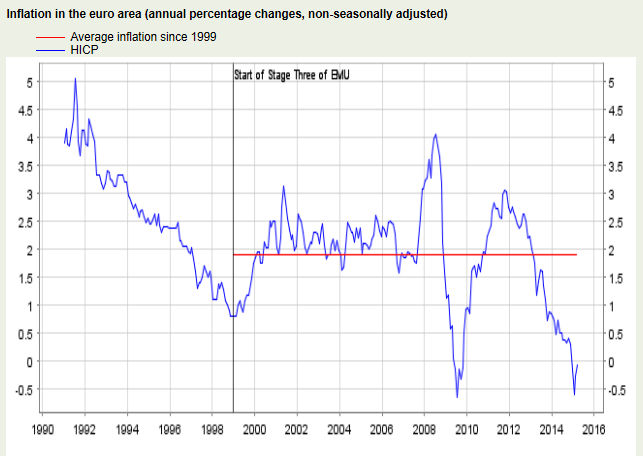 Inflation in the euro area (annual percentage changes, non-seasonally adjusted)
Average inflation since 1999
HICP
Start of Stage Three of EMU
5 5
4.5 4.5
4 4
3.5 3.5
3 3
2.5 2.5
2 2
1.5 1.5
1 1
0.5 0.5
0 0
-0.5 -0.5
1990 1992 1994 1996 1998 2000 2002 2004 2006 2008 2010 2012 2014 2016